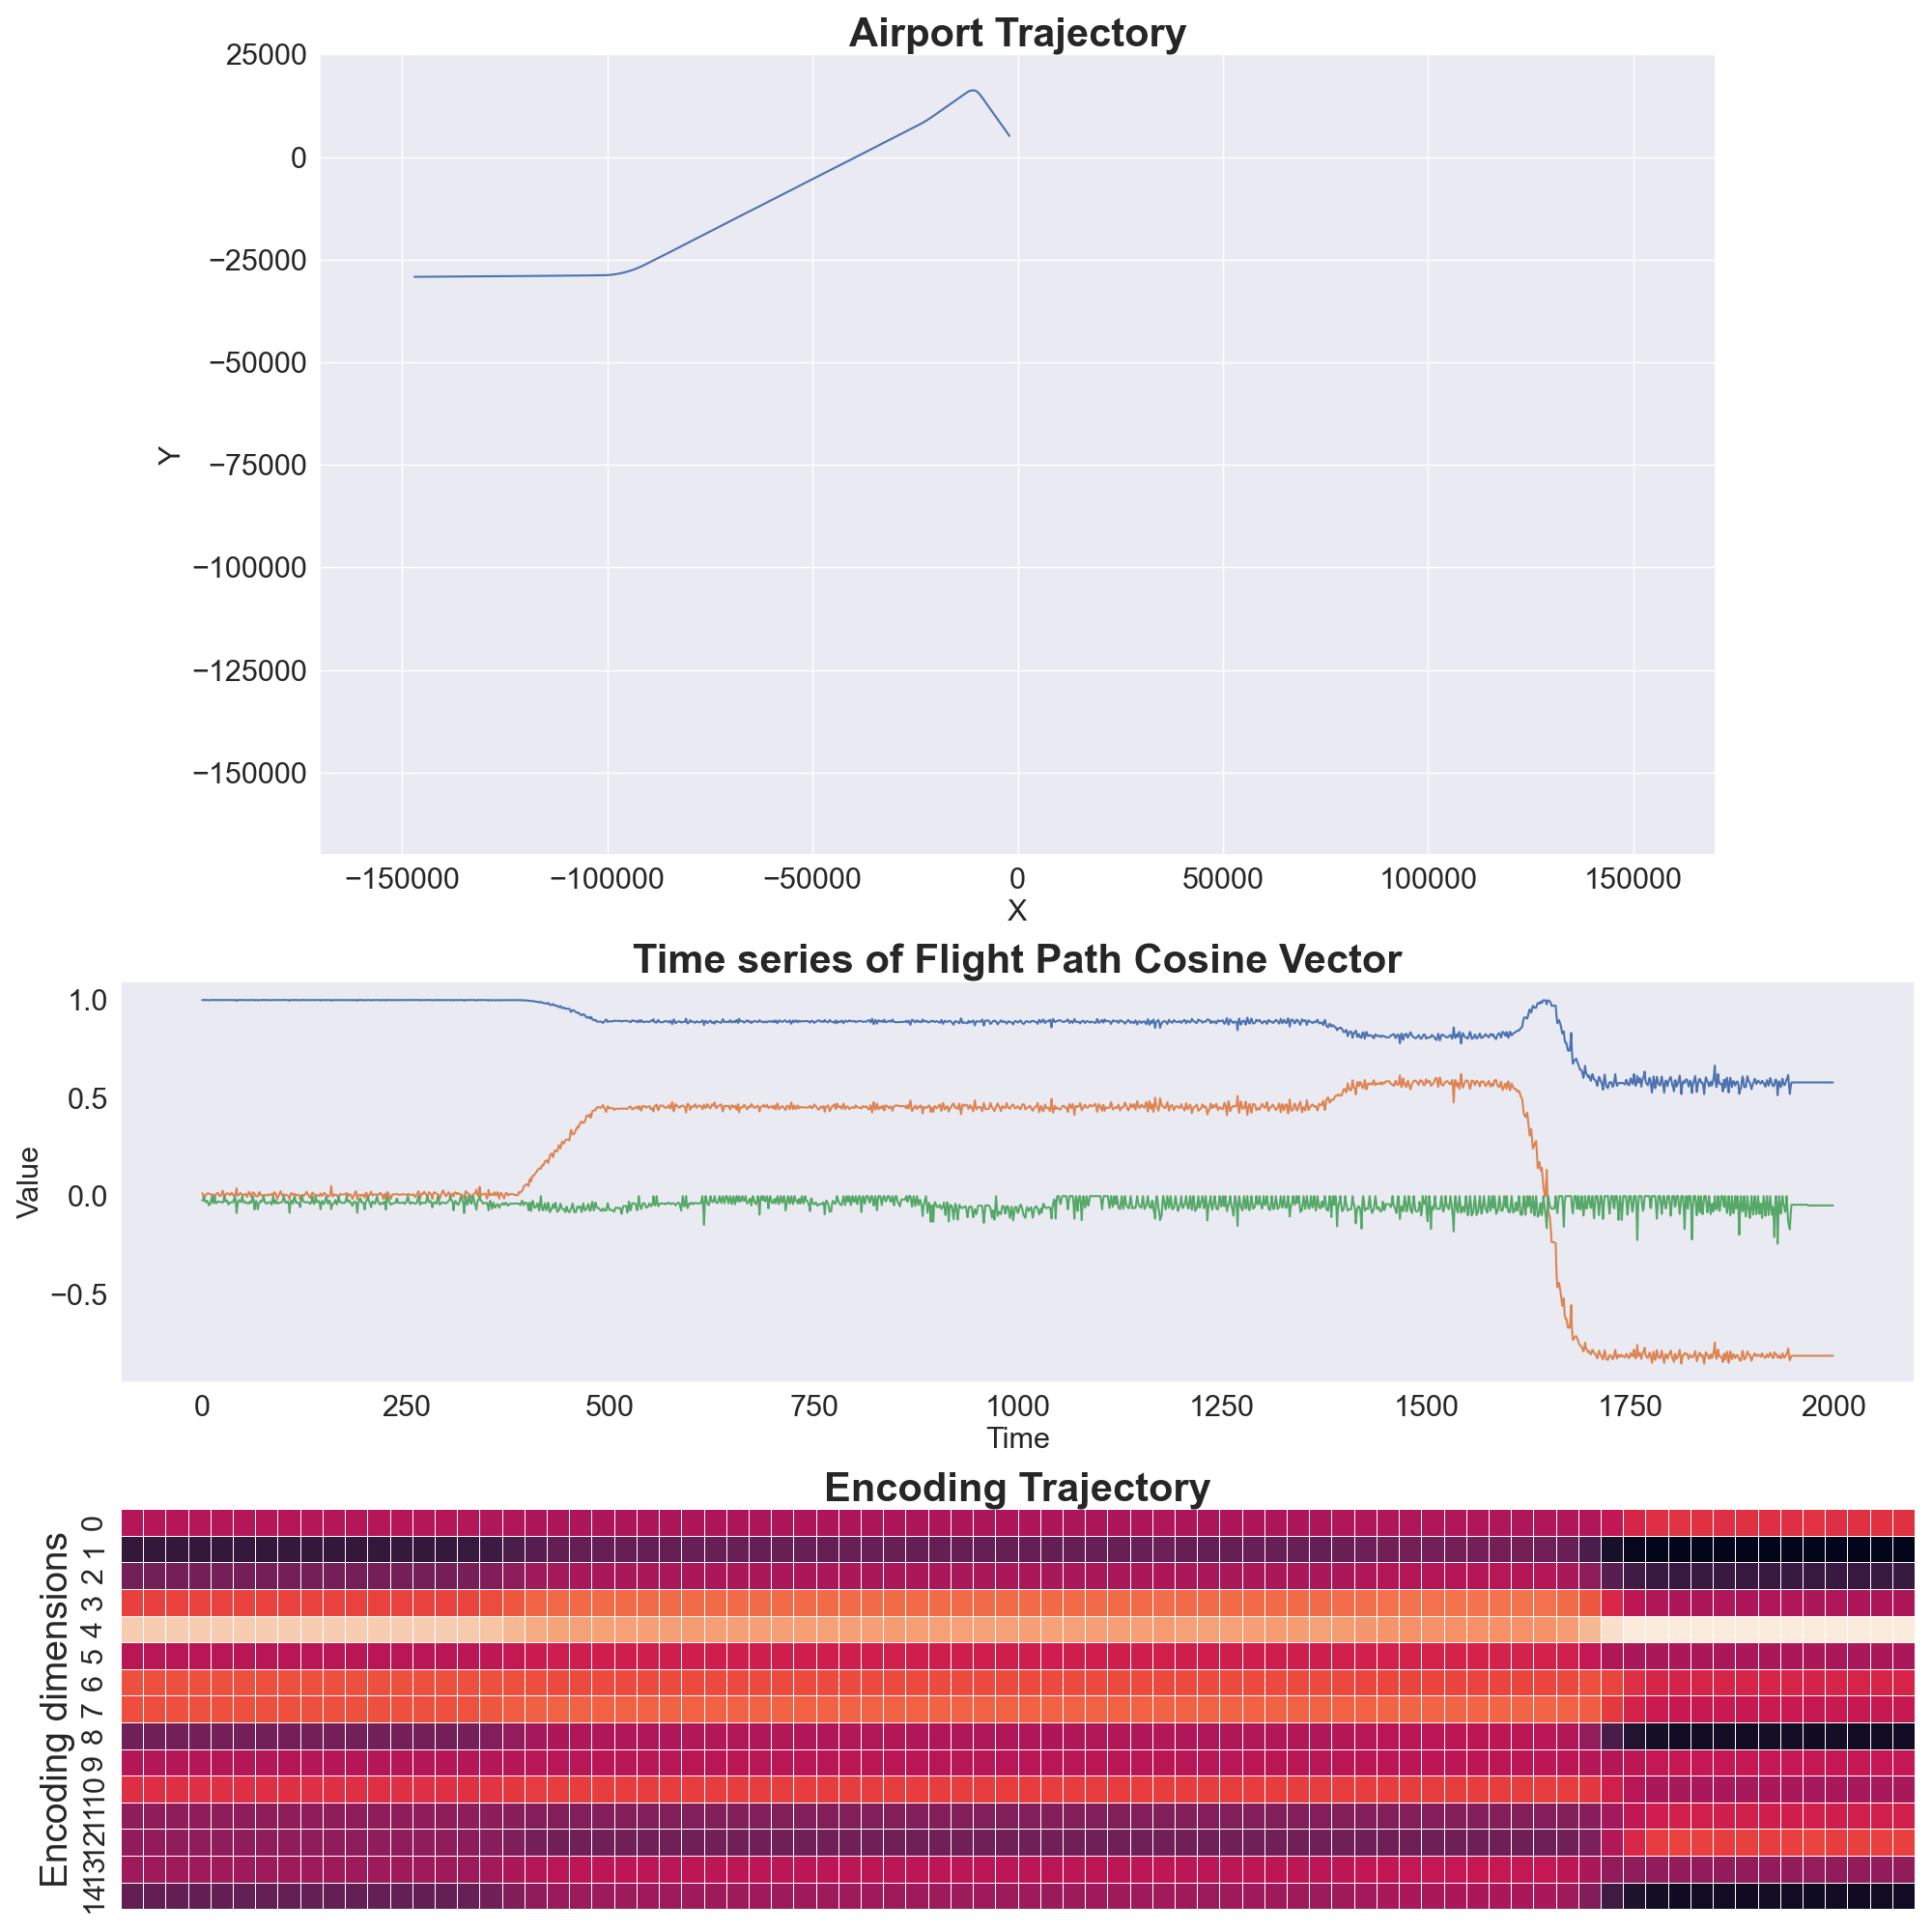 Airport Trajectory
25000
0
−25000
−50000
−75000
−100000
−125000
−150000
Y
−150000 −100000 −50000 0 50000 100000 150000
X
Time series of Flight Path Cosine Vector
1.0
0.5
0.0
−0.5
Value
0 250 500 750 1000 1250 1500 1750 2000
Time
Encoding Trajectory
Encoding dimensions
0
1
2
3
4
5
6
7
8
9
10
11
12
13
14